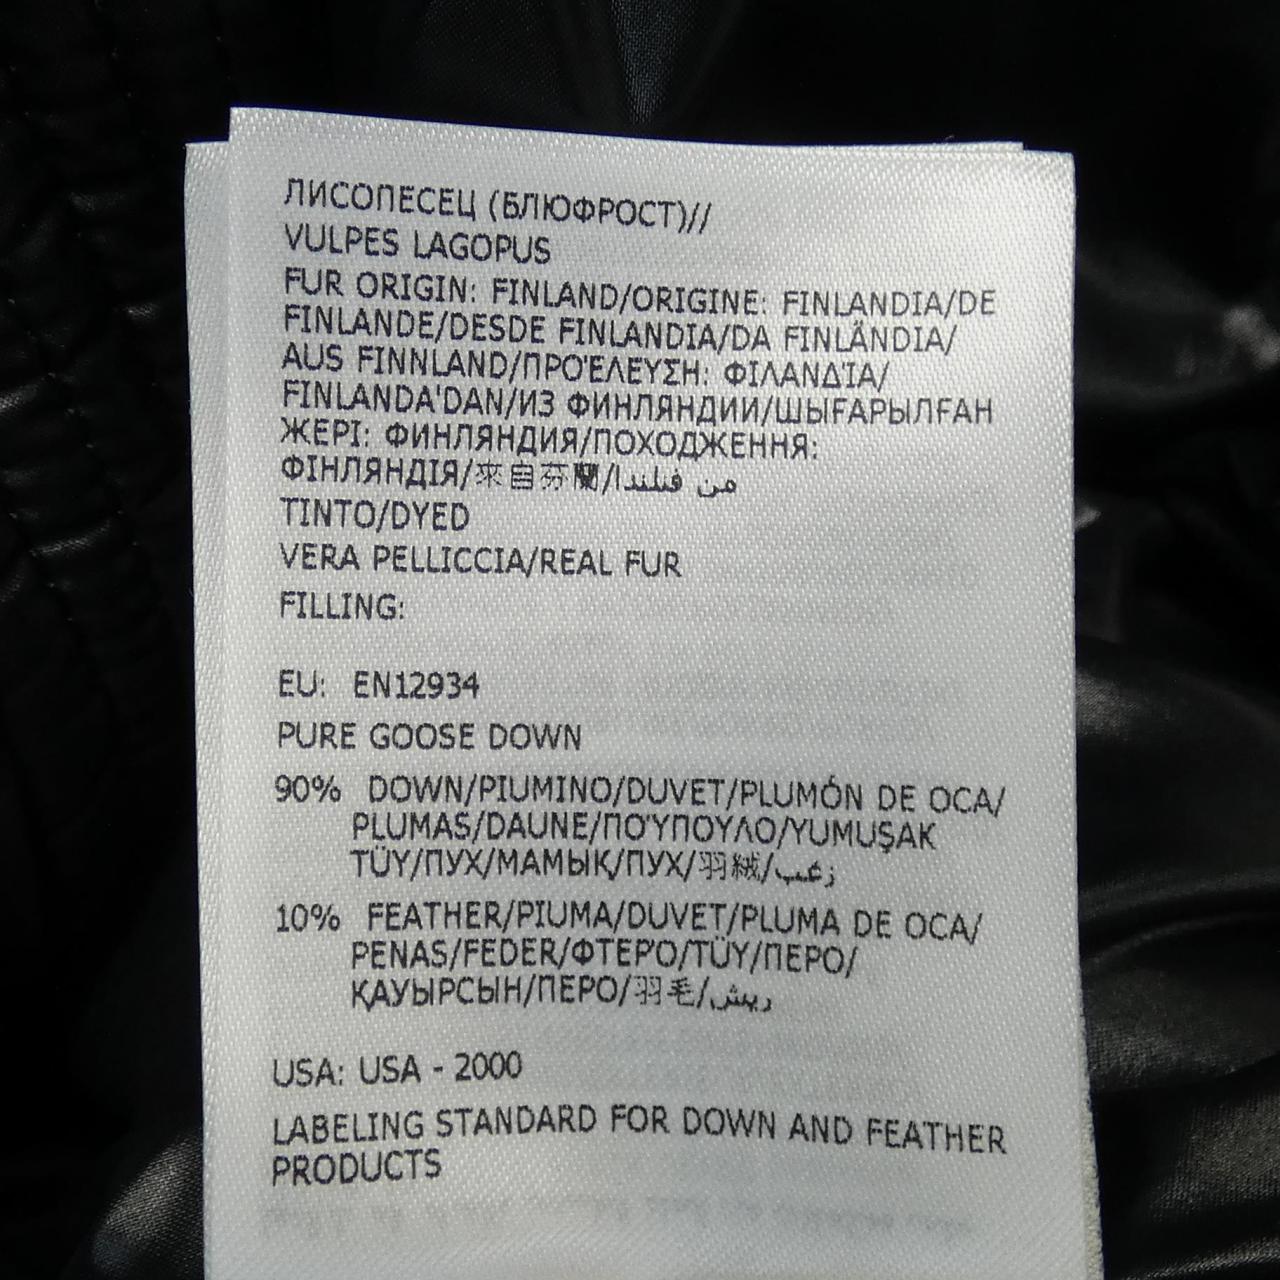 ЛИСОПЕСЕЦ (БЛЮФРОСТ)//
VULPES LAGOPUS
FUR ORIGIN: FINLAND/ORIGINE: FINLANDIA/DE
FINLANDE/DESDE FINLANDIA/DA FINLÄNDIA/
AUS FINNLAND/ΠΡΟΈΛΕΥΣΗ: ΦΙΛΑΝΔΊΑ/
FINLANDA'DAN/ИЗ ФИНЛЯНДИИ/ШЫҒАРЫЛҒАН
ЖЕРІ: ФИНЛЯНДИЯ/ПОХОДЖЕННЯ:
ФІНЛЯНДІЯ/來自芬蘭/من فنلندا
TINTO/DYED
VERA PELLICCIA/REAL FUR
FILLING:
EU: EN12934
PURE GOOSE DOWN
90% DOWN/PIUMINO/DUVET/PLUMÓN DE OCA/
PLUMAS/DAUNE/ΠΟΎΠΟΥΛΟ/YUMUŞAK
TÜY/ПУХ/МАМЫҚ/ПУХ/羽絨/زغب
10% FEATHER/PIUMA/DUVET/PLUMA DE OCA/
PENAS/FEDER/ΦΤΕΡΌ/TÜY/ПЕРО/
ҚАУЫРСЫН/ПЕРО/羽毛/ريش
USA: USA - 2000
LABELING STANDARD FOR DOWN AND FEATHER
PRODUCTS